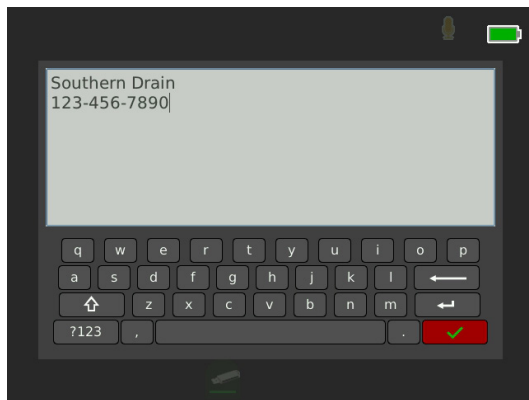 Southern Drain
123-456-7890
q w e r t y u i o p
a s d f g h j k l
z x c v b n m
?123 , .